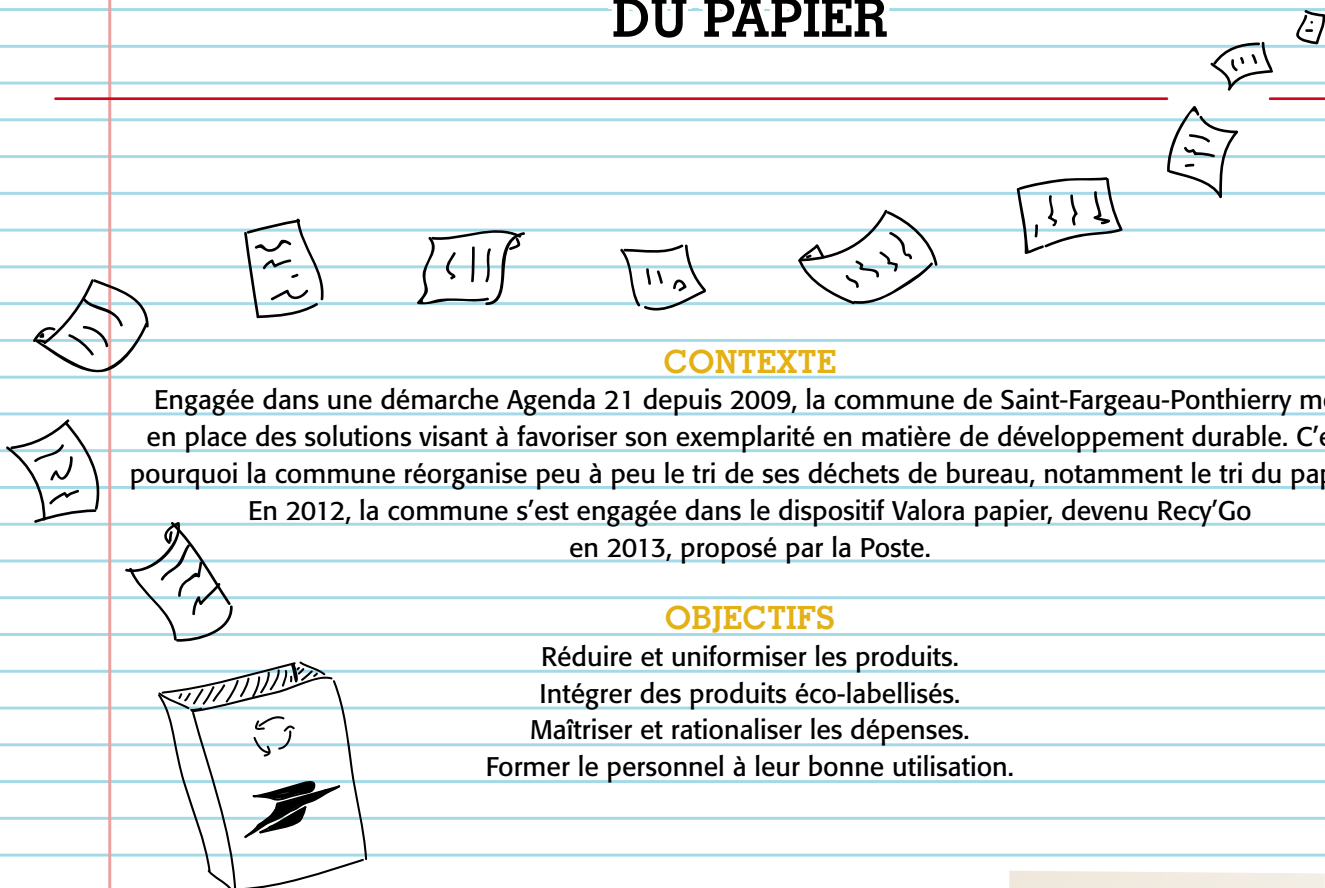 DU PAPIER
CONTEXTE
Engagée dans une démarche Agenda 21 depuis 2009, la commune de Saint-Fargeau-Ponthierry
en place des solutions visant à favoriser son exemplarité en matière de développement durable.
pourquoi la commune réorganise peu à peu le tri de ses déchets de bureau, notamment le tri du
En 2012, la commune s’est engagée dans le dispositif Valora papier, devenu Recy’Go
en 2013, proposé par la Poste.
OBJECTIFS
Réduire et uniformiser les produits.
Intégrer des produits éco-labellisés.
Maîtriser et rationaliser les dépenses.
Former le personnel à leur bonne utilisation.